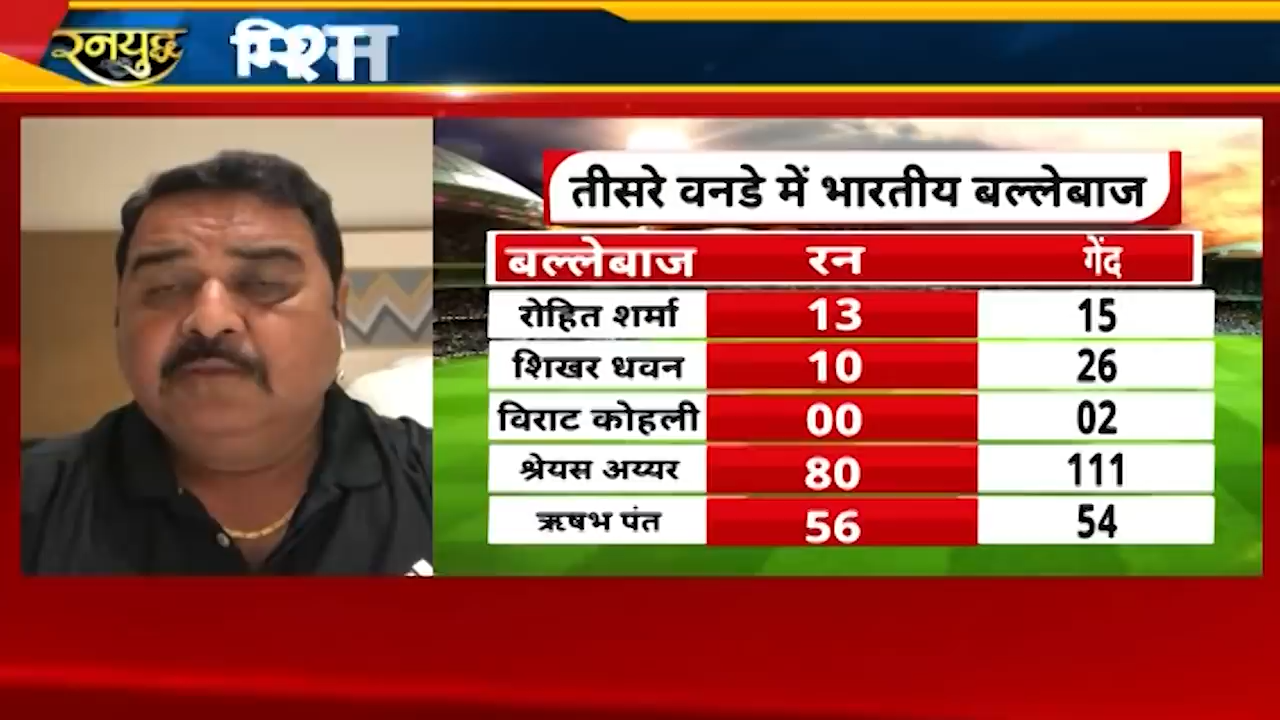 रनयुद्ध
तीसरे वनडे में भारतीय बल्लेबाज
बल्लेबाज रन गेंद
रोहित शर्मा 13 15
शिखर धवन 10 26
विराट कोहली 00 02
श्रेयस अय्यर 80 111
ऋषभ पंत 56 54